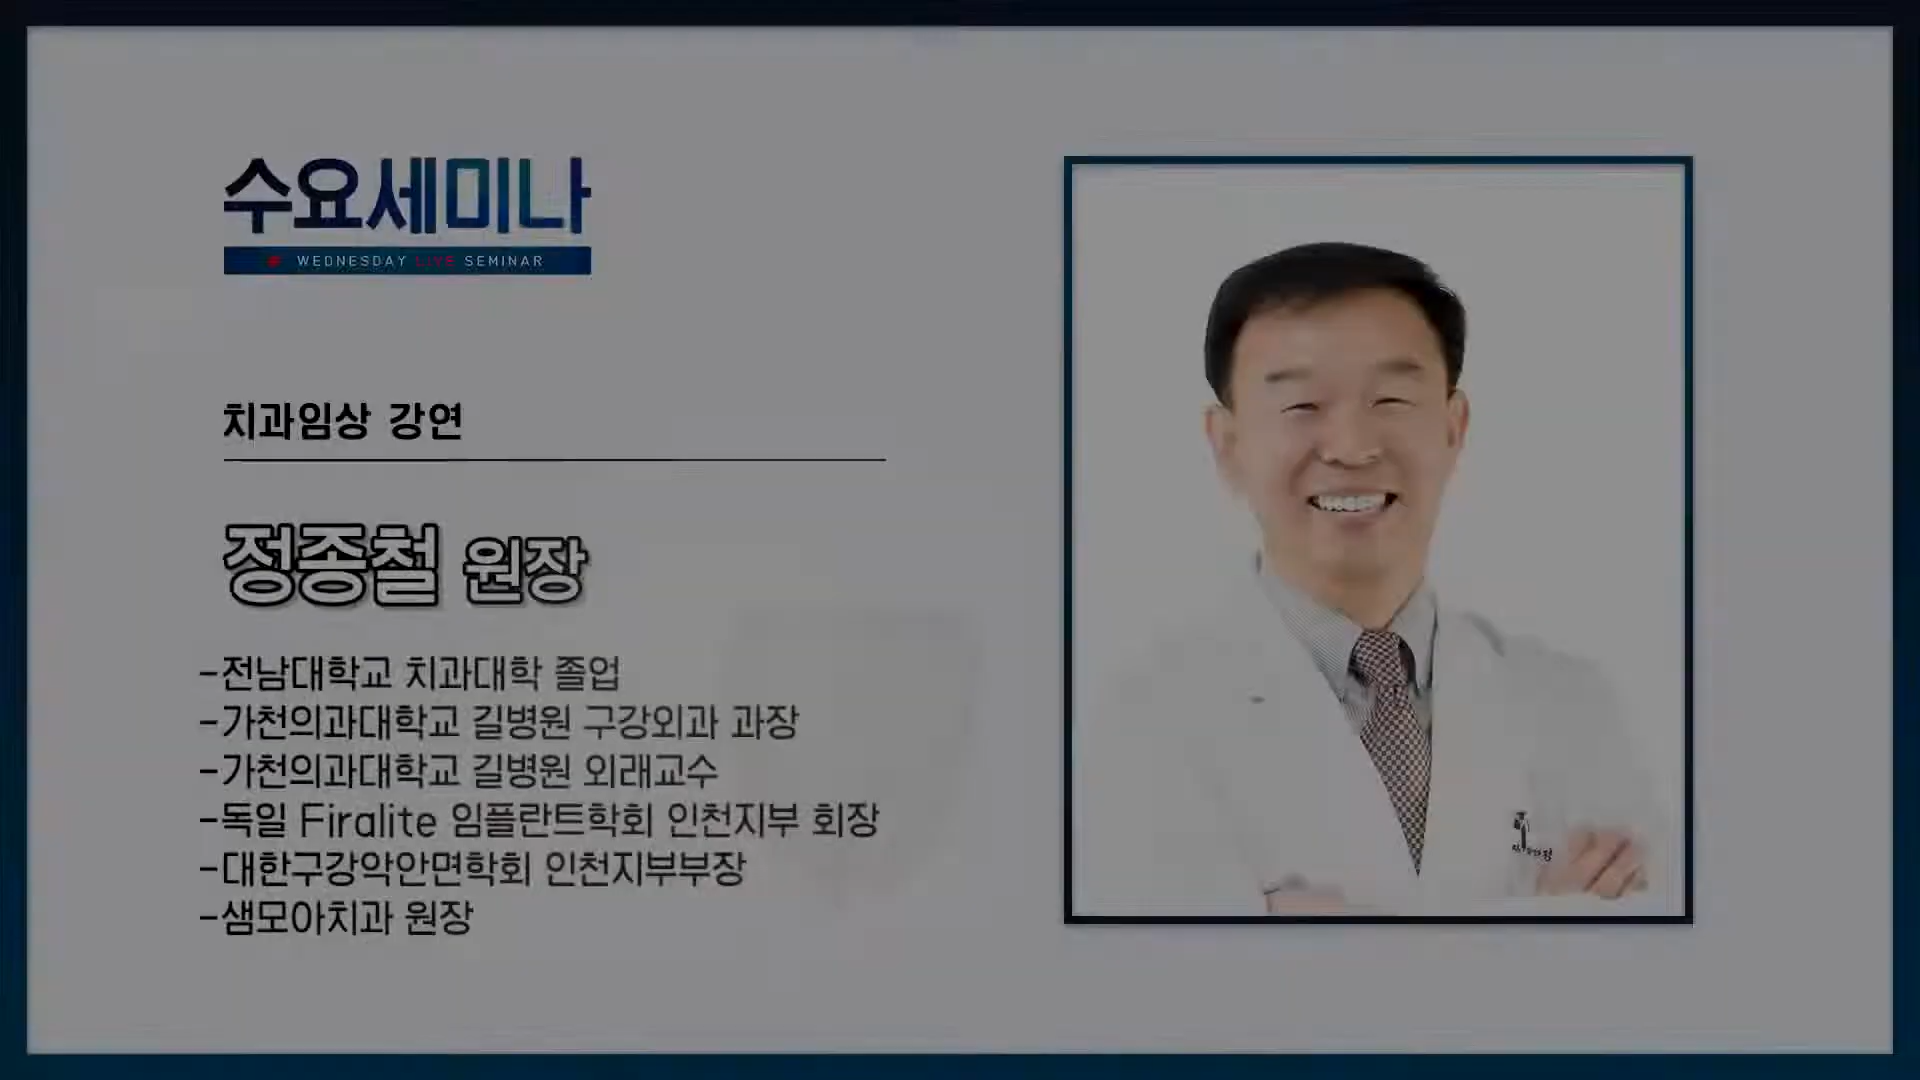 수요세미나
WEDNESDAY LIVE SEMINAR
치과임상 강연
정종철 원장
-전남대학교 치과대학 졸업
-가천의과대학교 길병원 구강외과 과장
-가천의과대학교 길병원 외래교수
-독일 Firalite 임플란트학회 인천지부 회장
-대한구강악안면학회 인천지부부장
-샘모아치과 원장